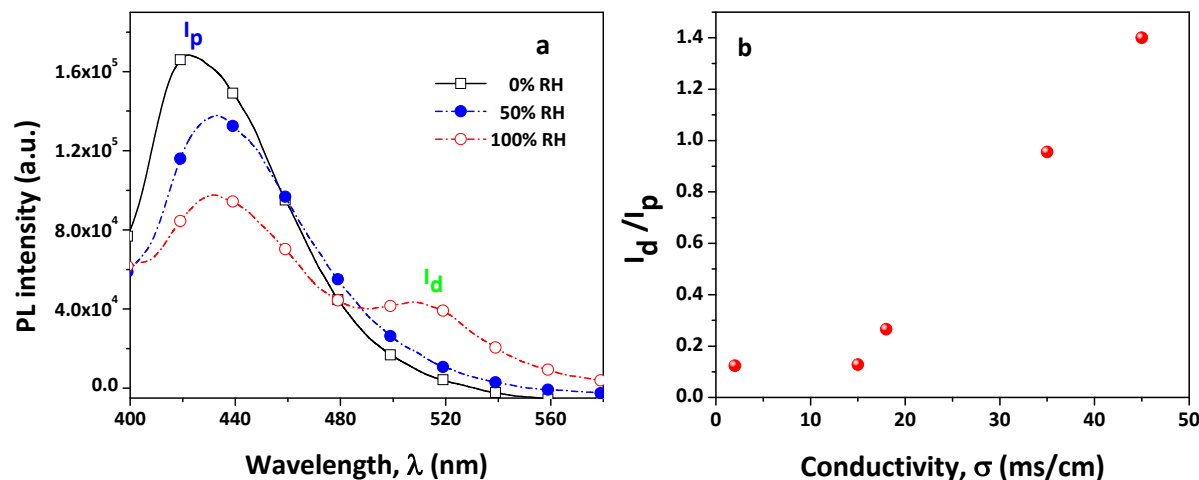 I_p
a
0% RH
50% RH
100% RH
I_d
1.6x10^5
1.2x10^5
8.0x10^4
4.0x10^4
0.0
PL intensity (a.u.)
400 440 480 520 560
Wavelength, λ (nm)
b
1.4
1.2
1.0
0.8
0.6
0.4
0.2
0.0
I_d /I_p
0 10 20 30 40 50
Conductivity, σ (ms/cm)